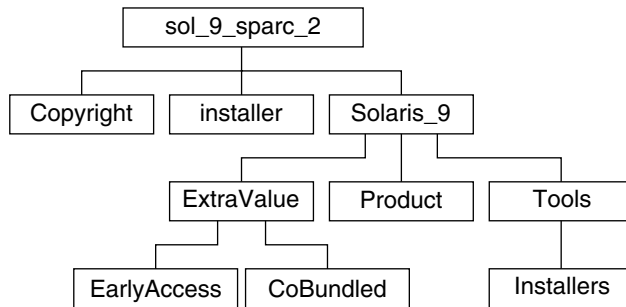 sol_9_sparc_2
Copyright
installer
Solaris_9
ExtraValue
Product
Tools
EarlyAccess
CoBundled
Installers